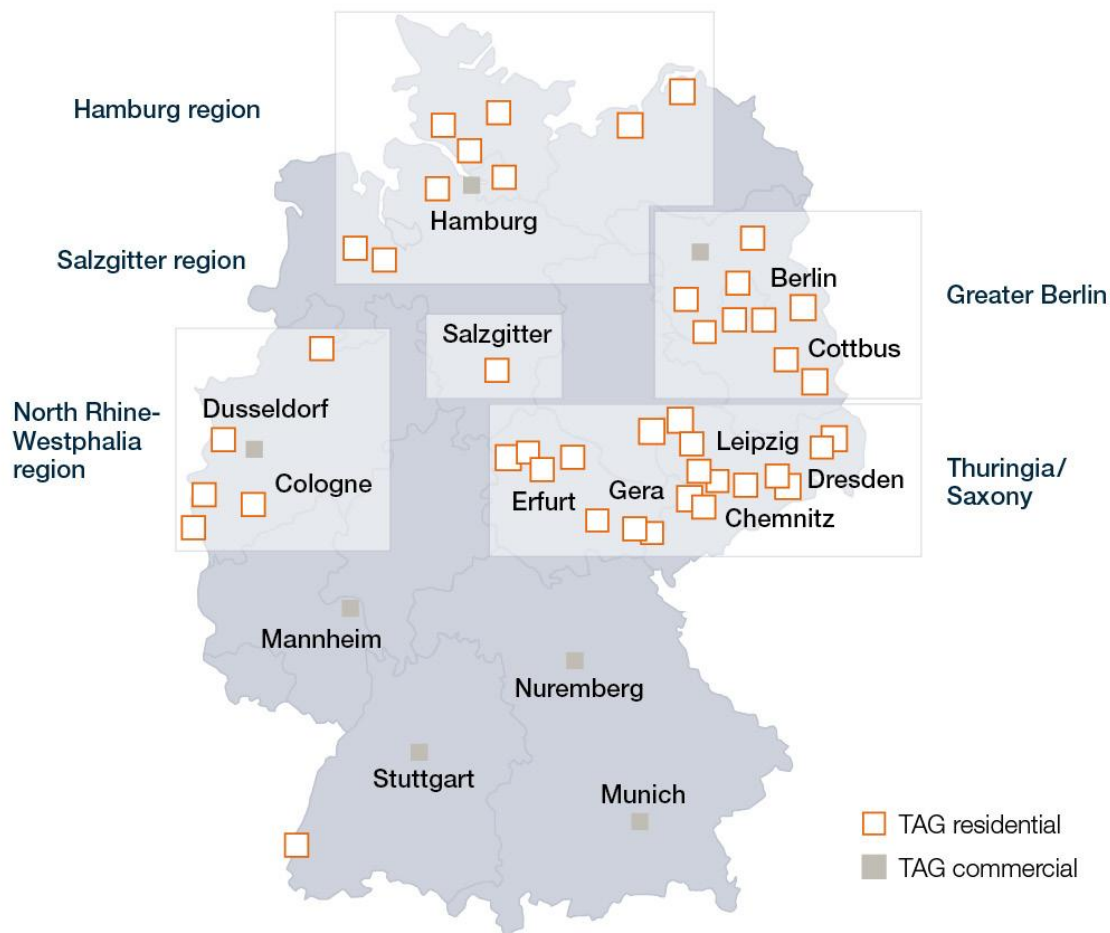 Hamburg region
Hamburg
Salzgitter region
Berlin
Greater Berlin
Salzgitter
Cottbus
North Rhine-
Westphalia
region
Dusseldorf
Cologne
Leipzig
Thuringia/
Saxony
Dresden
Erfurt
Gera
Chemnitz
Mannheim
Nuremberg
Stuttgart
Munich
TAG residential
TAG commercial